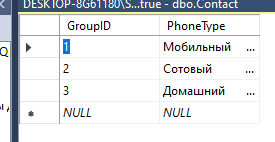 DESKTOP-8G61180\S...true - dbo.Contact
GroupID PhoneType
1 Мобильный ...
2 Сотовый ...
3 Домашний ...
NULL NULL